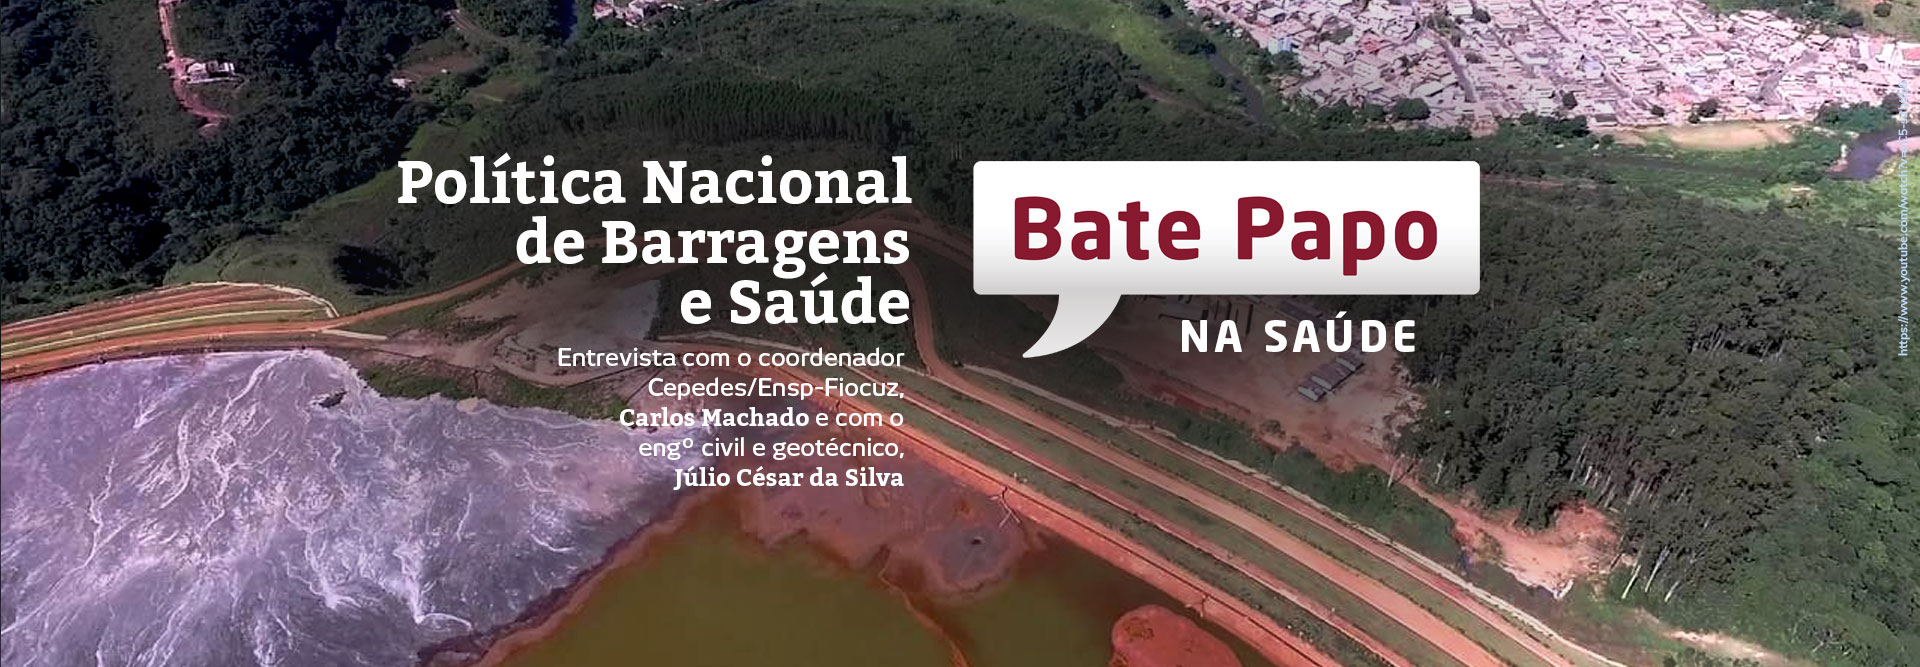 Política Nacional
de Barragens
e Saúde
Entrevista com o coordenador
Cepedes/Ensp-Fiocuz,
Carlos Machado e com o
engº civil e geotécnico,
Júlio César da Silva
Bate Papo
NA SAÚDE